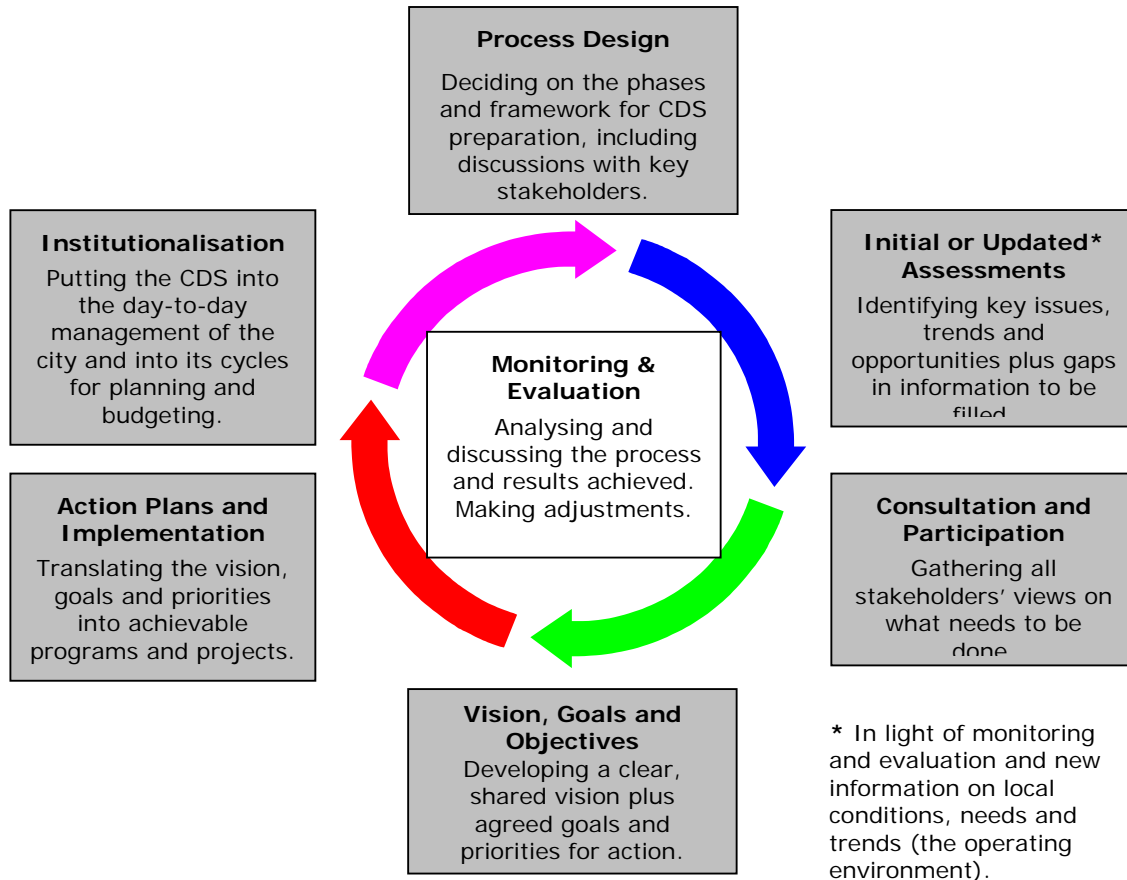 Process Design
Deciding on the phases
and framework for CDS
preparation, including
discussions with key
stakeholders.
Initial or Updated*
Assessments
Identifying key issues,
trends and
opportunities plus gaps
in information to be
filled
Consultation and
Participation
Gathering all
stakeholders' views on
what needs to be
done
Vision, Goals and
Objectives
Developing a clear,
shared vision plus
agreed goals and
priorities for action.
Action Plans and
Implementation
Translating the vision,
goals and priorities
into achievable
programs and projects.
Institutionalisation
Putting the CDS into
the day-to-day
management of the
city and into its cycles
for planning and
budgeting.
Monitoring &
Evaluation
Analysing and
discussing the process
and results achieved.
Making adjustments.
* In light of monitoring
and evaluation and new
information on local
conditions, needs and
trends (the operating
environment).